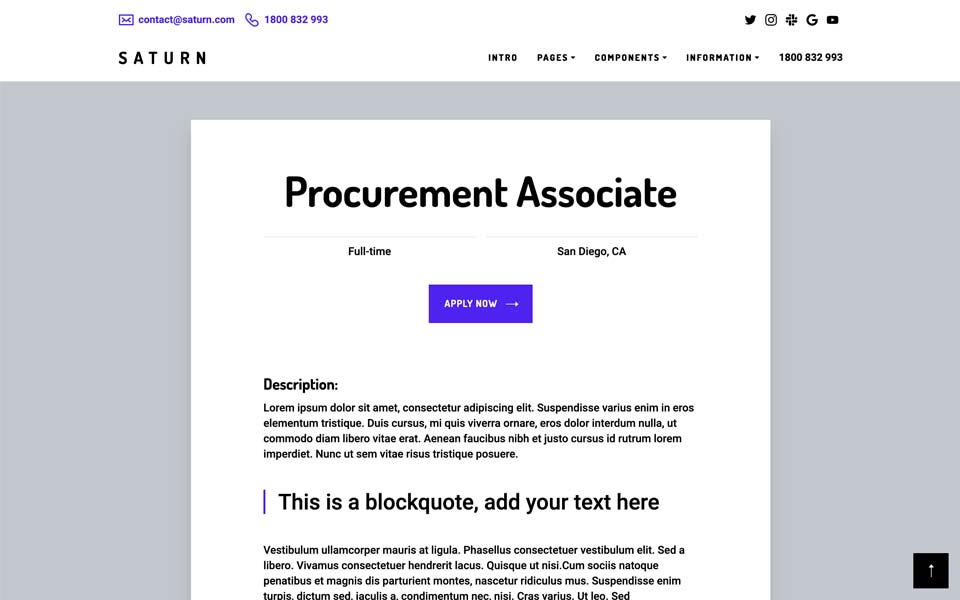 contact@saturn.com 1800 832 993
SATURN
INTRO PAGES COMPONENTS INFORMATION 1800 832 993
Procurement Associate
Full-time San Diego, CA
APPLY NOW
Description:
Lorem ipsum dolor sit amet, consectetur adipiscing elit. Suspendisse varius enim in eros
elementum tristique. Duis cursus, mi quis viverra ornare, eros dolor interdum nulla, ut
commodo diam libero vitae erat. Aenean faucibus nibh et justo cursus id rutrum lorem
imperdiet. Nunc ut sem vitae risus tristique posuere.
This is a blockquote, add your text here
Vestibulum ullamcorper mauris at ligula. Phasellus consectetuer vestibulum elit. Sed a
libero. Vivamus consectetuer hendrerit lacus. Quisque ut nisi.Cum sociis natoque
penatibus et magnis dis parturient montes, nascetur ridiculus mus. Suspendisse enim
turpis, dictum sed, iaculis a, condimentum nec, nisi. Cras varius. Ut leo. Sed